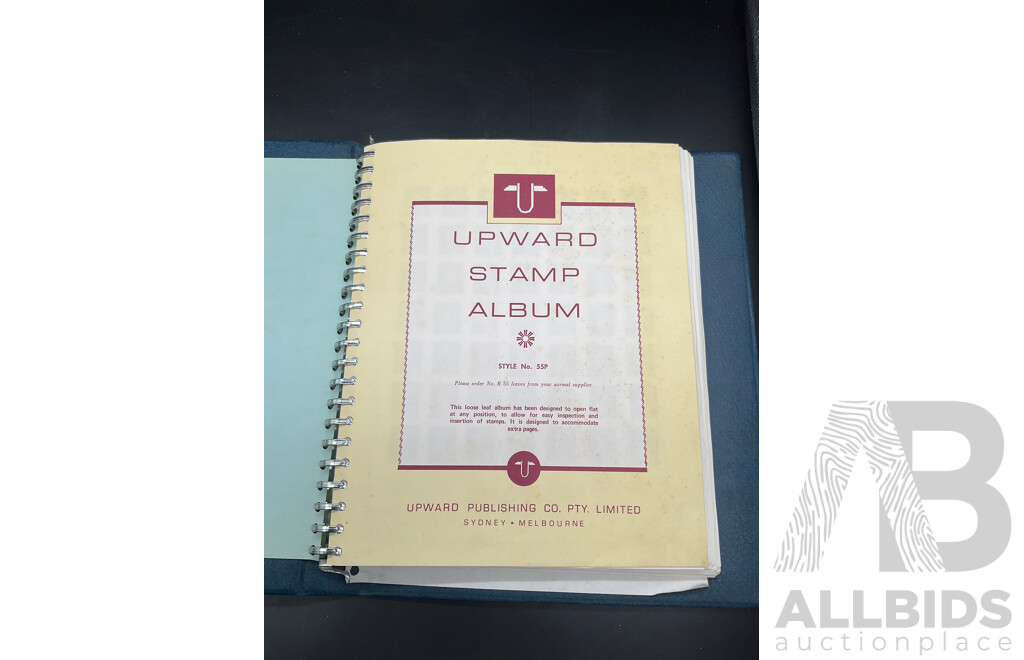 UPWARD
STAMP
ALBUM
STYLE No. 55P
Please order No. R 55 leaves from your normal supplier.
This loose leaf album has been designed to open flat
at any position, to allow for easy inspection and
insertion of stamps. It is designed to accommodate
extra pages.
UPWARD PUBLISHING CO. PTY. LIMITED
SYDNEY • MELBOURNE
AB
ALLBIDS
auctionplace